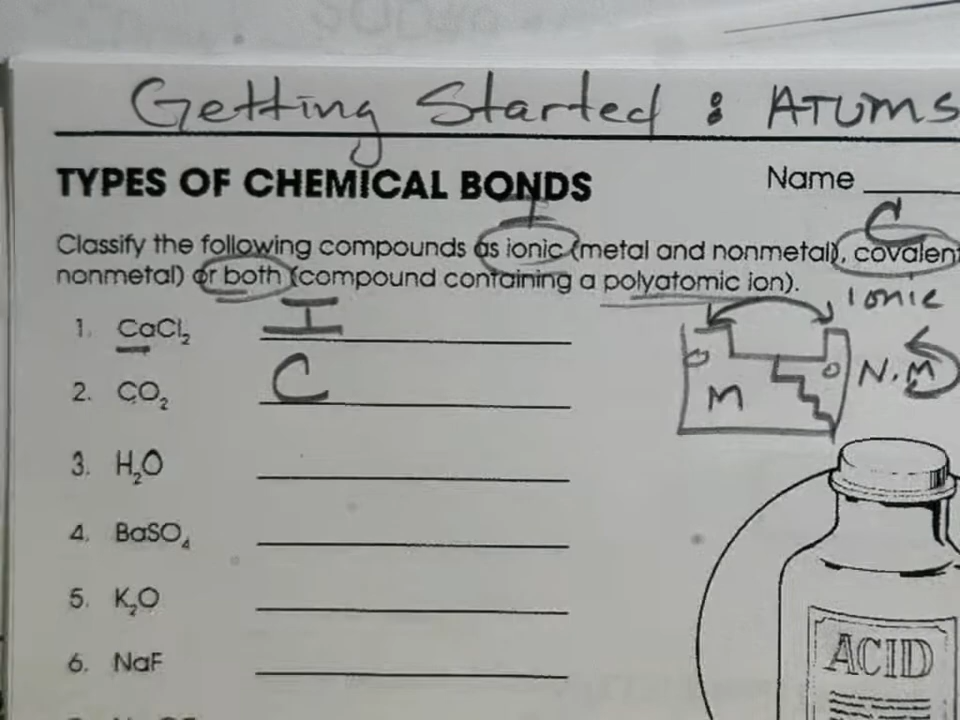 Getting Started : ATOMS
TYPES OF CHEMICAL BONDS Name
I C
Classify the following compounds as ionic (metal and nonmetal), covalent
nonmetal) or both (compound containing a polyatomic ion).
Ionic
1. CaCl₂ I
2. CO₂ C
M N.M
3. H₂O
4. BaSO₄
5. K₂O
6. NaF
ACID